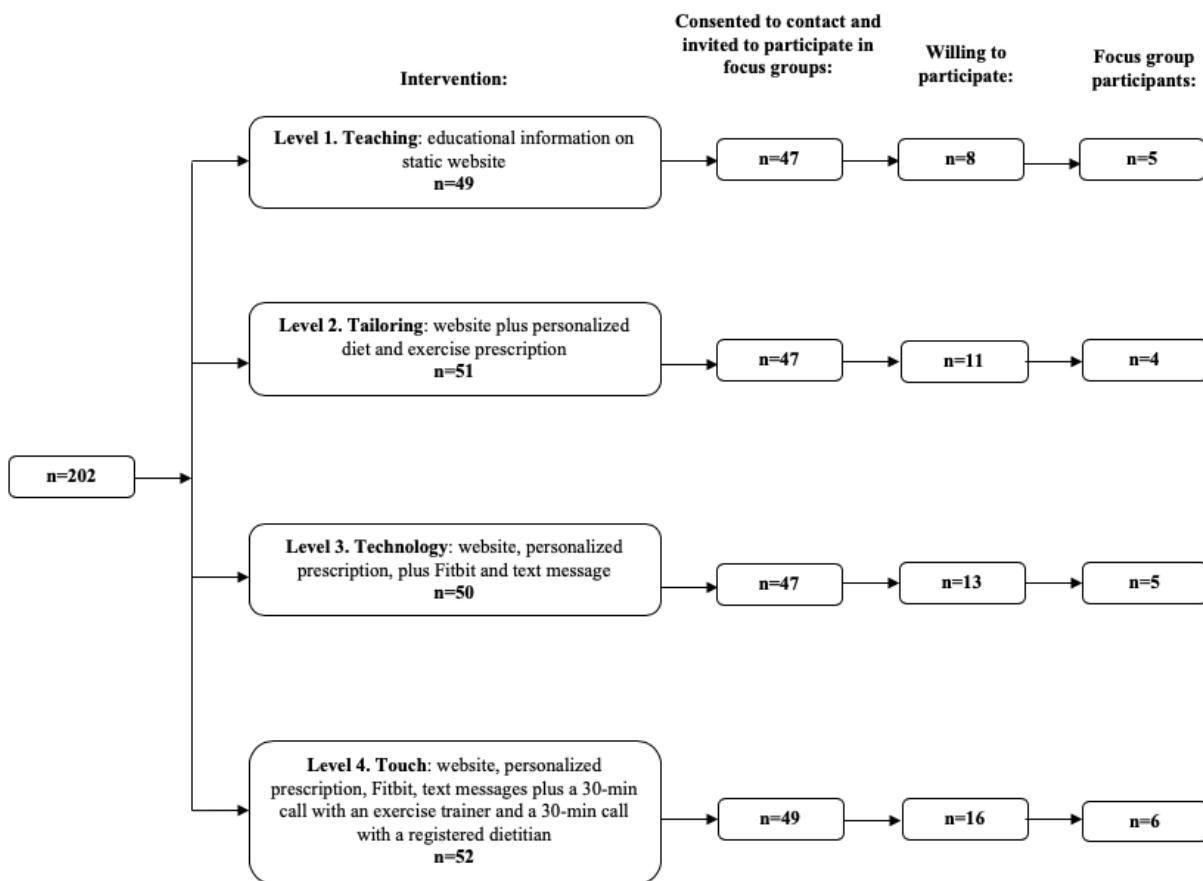 Consented to contact and
invited to participate in
focus groups:
Willing to
participate:
Focus group
participants:
Intervention:
Level 1. Teaching: educational information on
static website
n=49
n=47
n=8
n=5
Level 2. Tailoring: website plus personalized
diet and exercise prescription
n=51
n=47
n=11
n=4
n=202
Level 3. Technology: website, personalized
prescription, plus Fitbit and text message
n=50
n=47
n=13
n=5
Level 4. Touch: website, personalized
prescription, Fitbit, text messages plus a 30-min
call with an exercise trainer and a 30-min call
with a registered dietitian
n=52
n=49
n=16
n=6